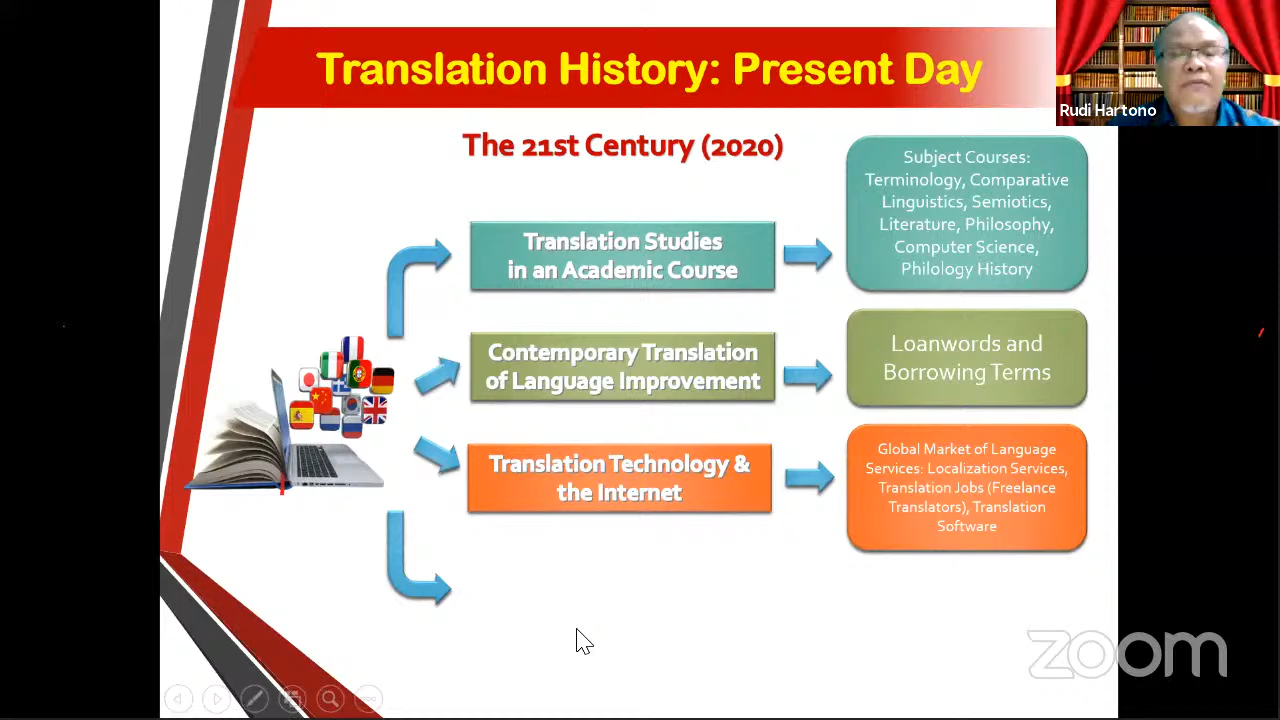 Translation History: Present Day
Rudi Hartono
The 21st Century (2020)
Translation Studies
in an Academic Course
Subject Courses:
Terminology, Comparative
Linguistics, Semiotics,
Literature, Philosophy,
Computer Science,
Philology History
Contemporary Translation
of Language Improvement
Loanwords and
Borrowing Terms
Translation Technology &
the Internet
Global Market of Language
Services: Localization Services,
Translation Jobs (Freelance
Translators), Translation
Software
zoom